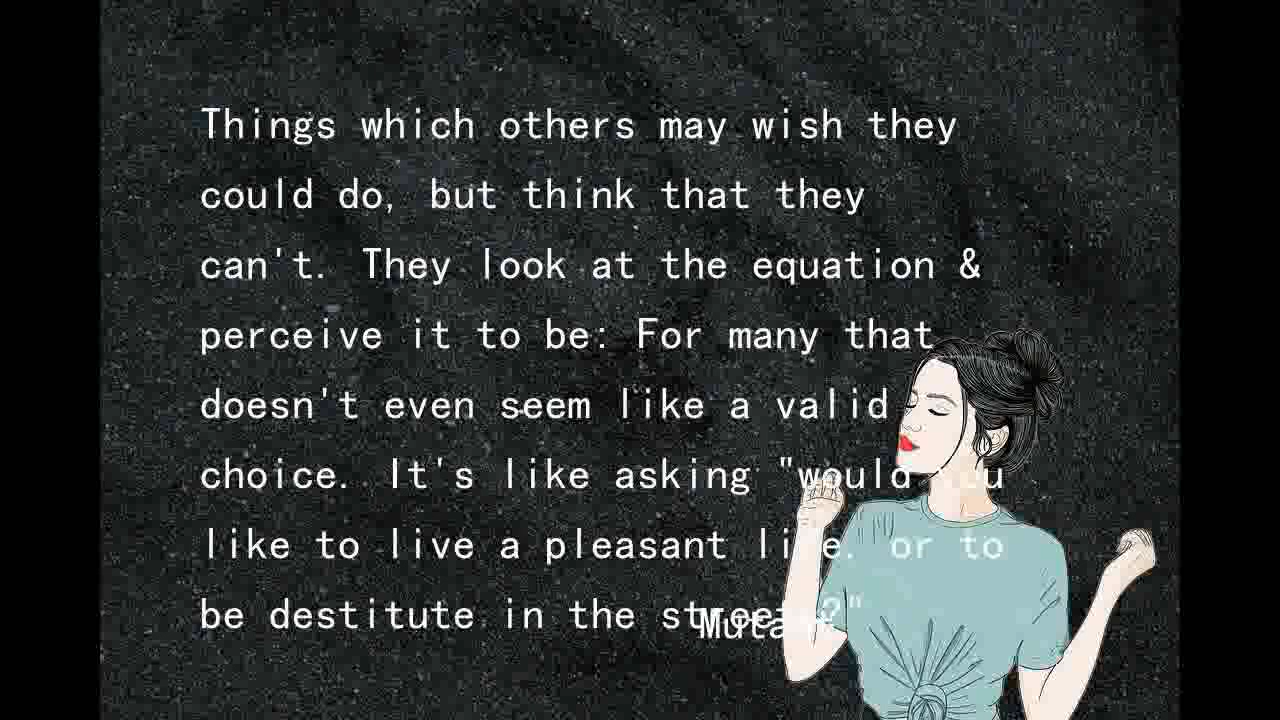 Things which others may wish they
could do, but think that they
can't. They look at the equation &
perceive it to be: For many that
doesn't even seem like a valid
choice. It's like asking "would you
like to live a pleasant life. or to
be destitute in the street?"